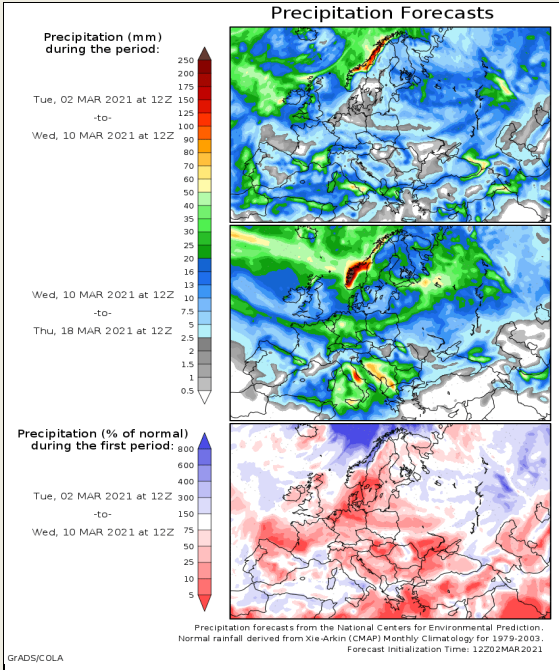 Precipitation Forecasts
Precipitation (mm)
during the period:
Tue, 02 MAR 2021 at 12Z
-to-
Wed, 10 MAR 2021 at 12Z
250
200
175
150
125
100
90
80
70
60
50
40
35
30
25
20
16
13
10
7.5
5
2.5
2
1.5
1
0.5
Wed, 10 MAR 2021 at 12Z
-to-
Thu, 18 MAR 2021 at 12Z
Precipitation (% of normal)
during the first period:
Tue, 02 MAR 2021 at 12Z
-to-
Wed, 10 MAR 2021 at 12Z
800
600
400
300
150
75
50
25
10
5
Precipitation forecasts from the National Centers for Environmental Prediction.
Normal rainfall derived from Xie-Arkin (CMAP) Monthly Climatology for 1979-2003.
Forecast Initialization Time: 12Z02MAR2021
GrADS/COLA